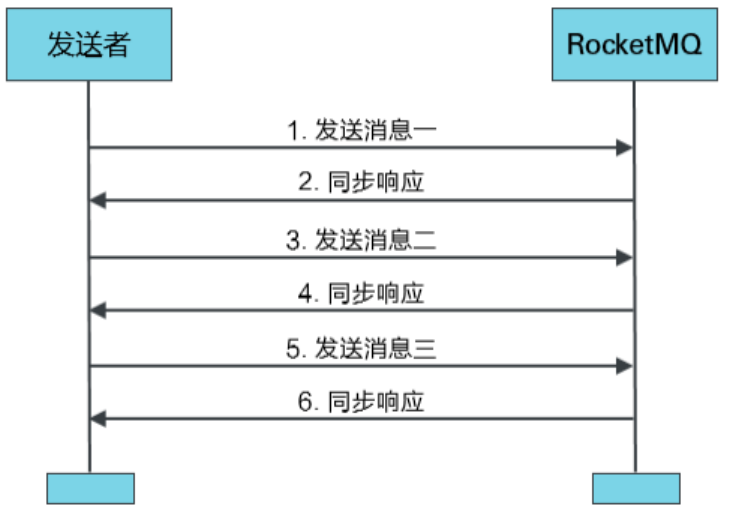 发送者
RocketMQ
1. 发送消息一
2. 同步响应
3. 发送消息二
4. 同步响应
5. 发送消息三
6. 同步响应